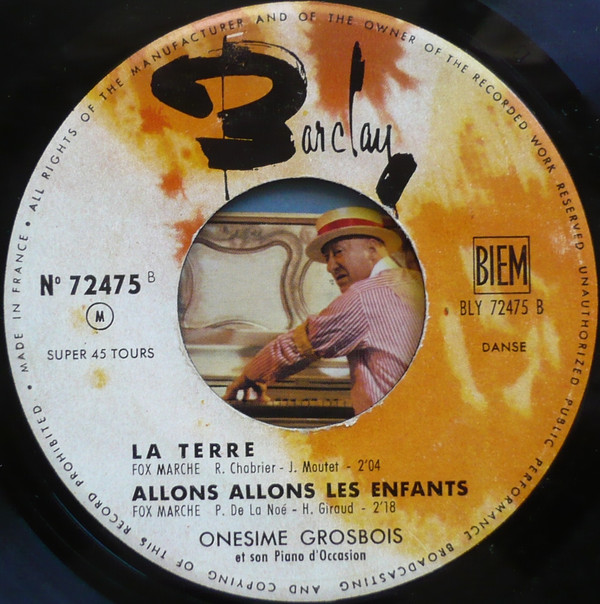 • MADE IN FRANCE • ALL RIGHTS OF THE MANUFACTURER AND OF THE OWNER OF THE RECORDED WORK RESERVED UNAUTHORIZED PUBLIC PERFORMANCE BROADCASTING AND COPYING OF THIS RECORD PROHIBITED.
Barclay
Nº 72475 B
M
SUPER 45 TOURS
BIEM
BLY 72475 B
DANSE
LA TERRE
FOX MARCHE R. Chabrier - J. Moutet - 2'04
ALLONS ALLONS LES ENFANTS
FOX MARCHE P. De La Noé - H. Giraud - 2'18
ONESIME GROSBOIS
et son Piano d'Occasion